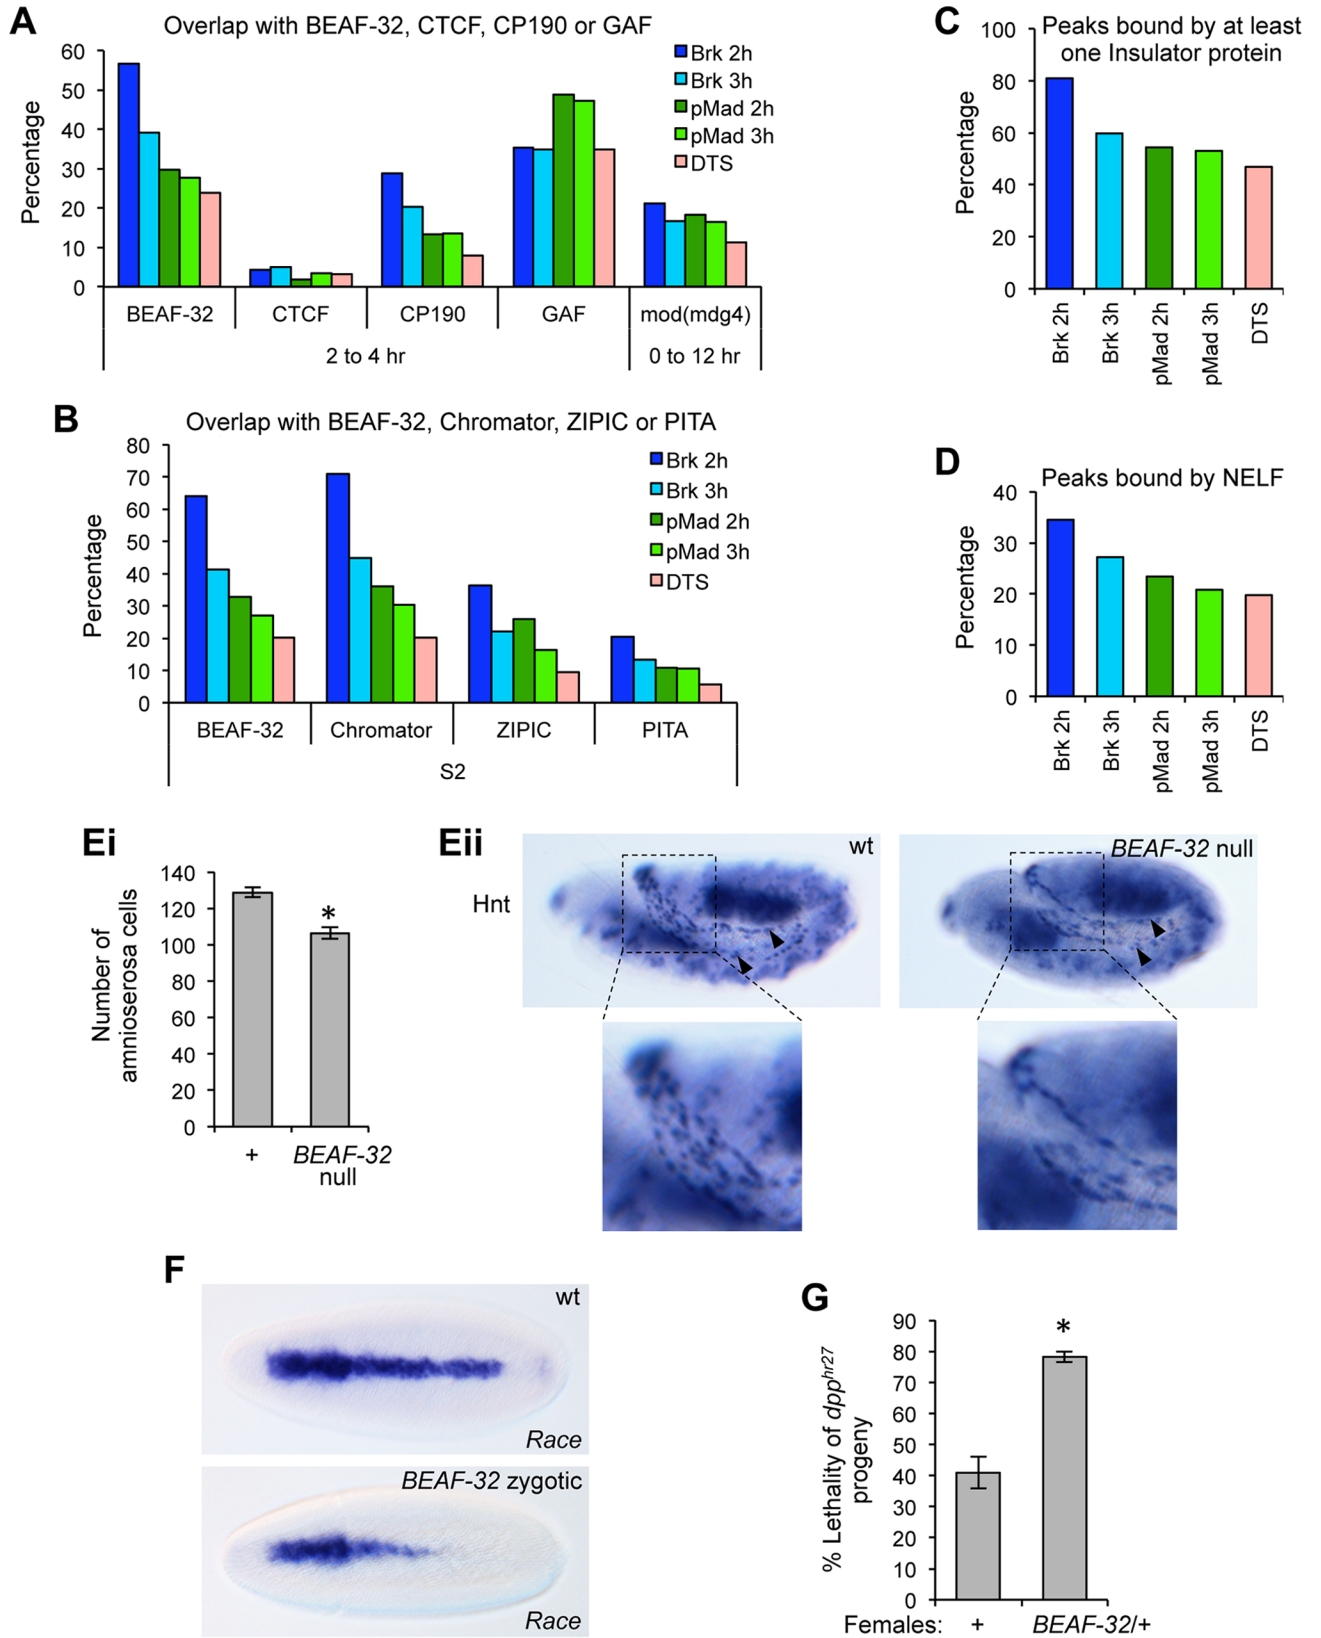 A
Overlap with BEAF-32, CTCF, CP190 or GAF
Percentage
60
50
40
30
20
10
0
Brk 2h
Brk 3h
pMad 2h
pMad 3h
DTS
BEAF-32 CTCF CP190 GAF mod(mdg4)
2 to 4 hr 0 to 12 hr
B
Overlap with BEAF-32, Chromator, ZIPIC or PITA
Percentage
80
70
60
50
40
30
20
10
0
Brk 2h
Brk 3h
pMad 2h
pMad 3h
DTS
BEAF-32 Chromator ZIPIC PITA
S2
C
Peaks bound by at least
one Insulator protein
Percentage
100
80
60
40
20
0
Brk 2h
Brk 3h
pMad 2h
pMad 3h
DTS
D
Peaks bound by NELF
Percentage
40
30
20
10
0
Brk 2h
Brk 3h
pMad 2h
pMad 3h
DTS
Ei
Number of
amnioserosa cells
140
120
100
80
60
40
20
0
*
+ BEAF-32
null
Eii
Hnt
wt
BEAF-32 null
F
wt
Race
BEAF-32 zygotic
Race
G
% Lethality of dpphr27
progeny
90
80
70
60
50
40
30
20
10
0
*
Females: + BEAF-32/+